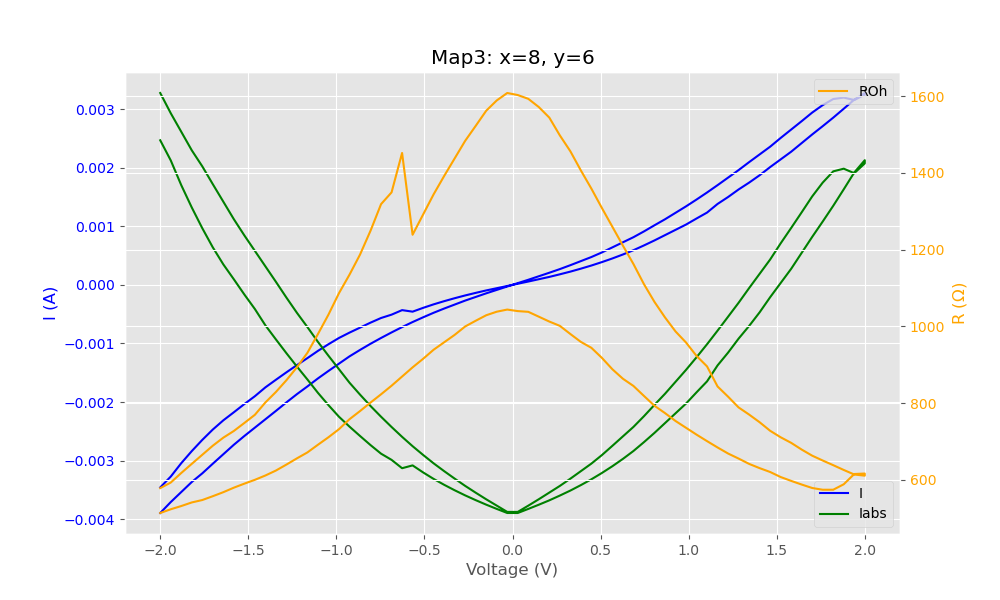 Map3: x=8, y=6
ROh
0.003
0.002
0.001
0.000
−0.001
−0.002
−0.003
−0.004
I (A)
1600
1400
1200
1000
800
600
R (Ω)
I
Iabs
−2.0 −1.5 −1.0 −0.5 0.0 0.5 1.0 1.5 2.0
Voltage (V)